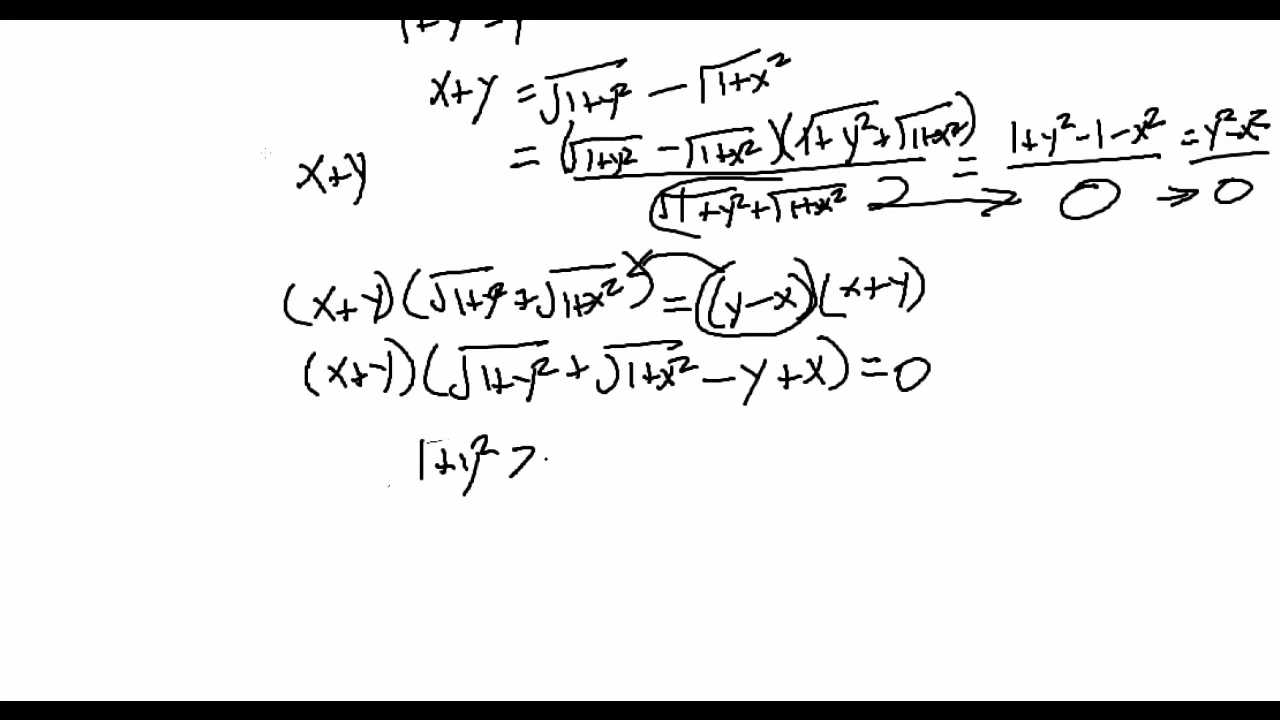 x+y = √(1+y²) − √(1+x²)
x+y = (√(1+y²) − √(1+x²))(√(1+y²) + √(1+x²)) / (√(1+y²) + √(1+x²)) 2 → = (1+y²−1−x²) / 0 → = (y²−x²) / 0
(x+y)(√(1+y²) + √(1+x²)) = (y−x)(x+y)
(x+y)(√(1+y²) + √(1+x²) − y + x) = 0
1+y² >